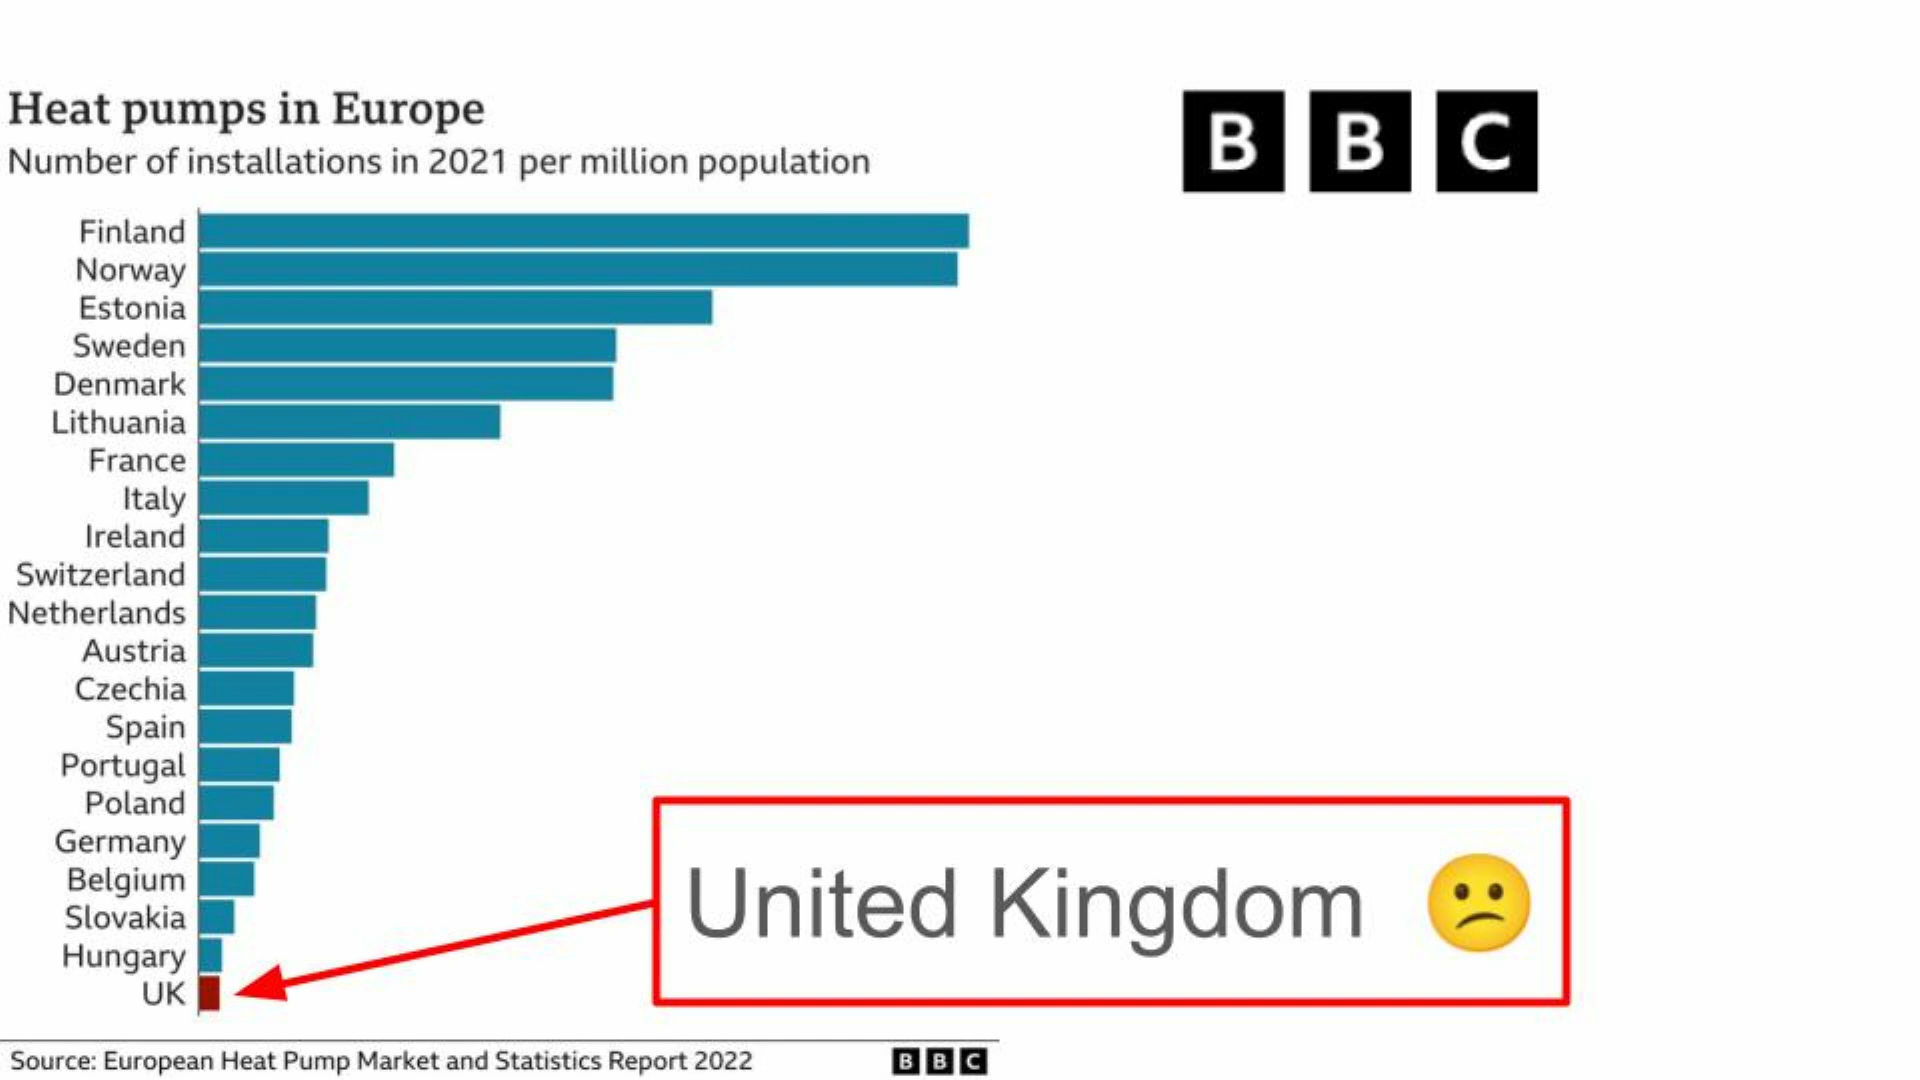 Heat pumps in Europe
Number of installations in 2021 per million population
B B C
Finland
Norway
Estonia
Sweden
Denmark
Lithuania
France
Italy
Ireland
Switzerland
Netherlands
Austria
Czechia
Spain
Portugal
Poland
Germany
Belgium
Slovakia
Hungary
UK
United Kingdom
Source: European Heat Pump Market and Statistics Report 2022
B B C